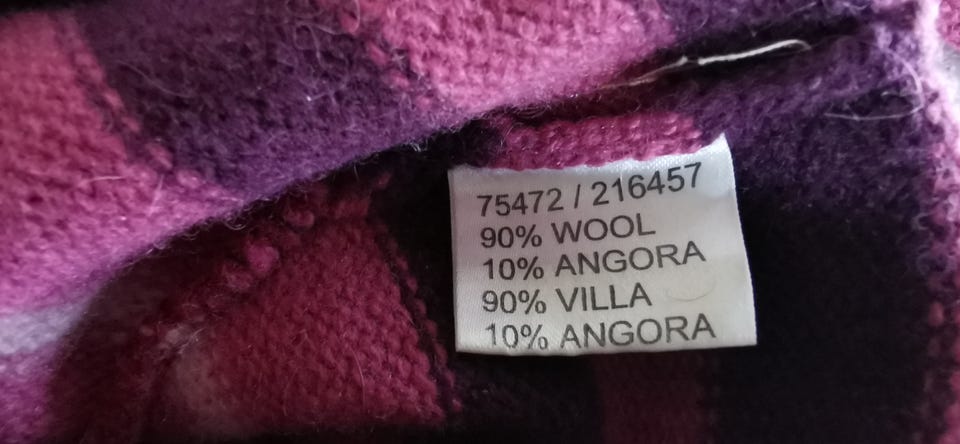 75472 / 216457
90% WOOL
10% ANGORA
90% VILLA
10% ANGORA